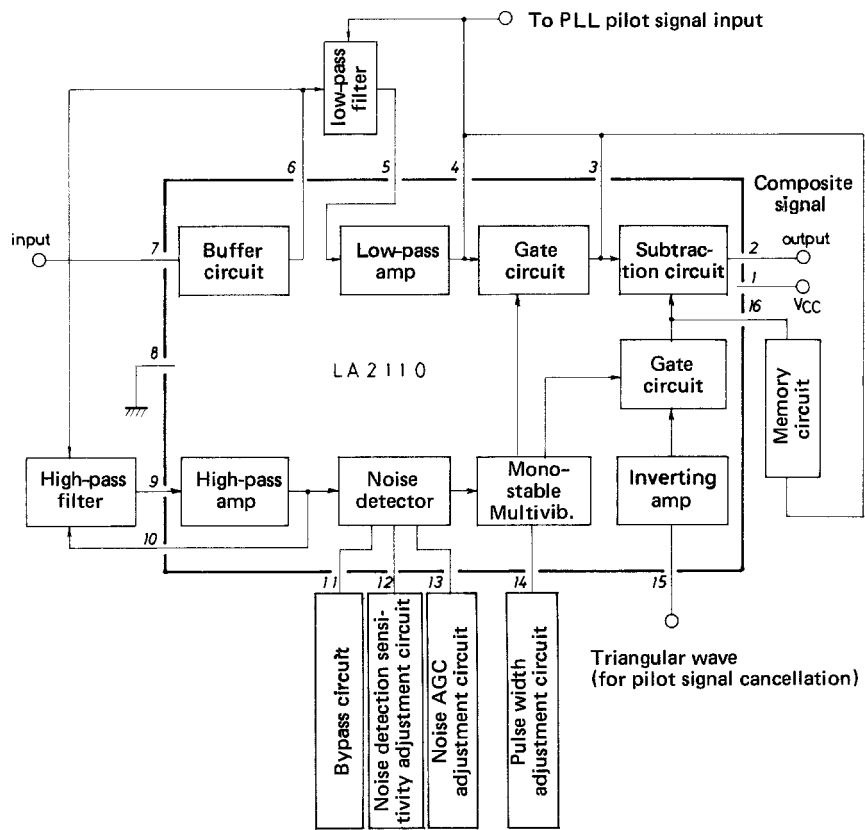 To PLL pilot signal input
low-pass
filter
6
5
4
3
Composite
signal
input
7
Buffer
circuit
Low-pass
amp
Gate
circuit
Subtrac-
tion circuit
2
output
1
VCC
16
8
LA2110
Gate
circuit
Memory
circuit
High-pass
filter
9
High-pass
amp
Noise
detector
Mono-
stable
Multivib.
Inverting
amp
10
11
12
13
14
15
Bypass circuit
Noise detection sensi-
tivity adjustment circuit
Noise AGC
adjustment circuit
Pulse width
adjustment circuit
Triangular wave
(for pilot signal cancellation)